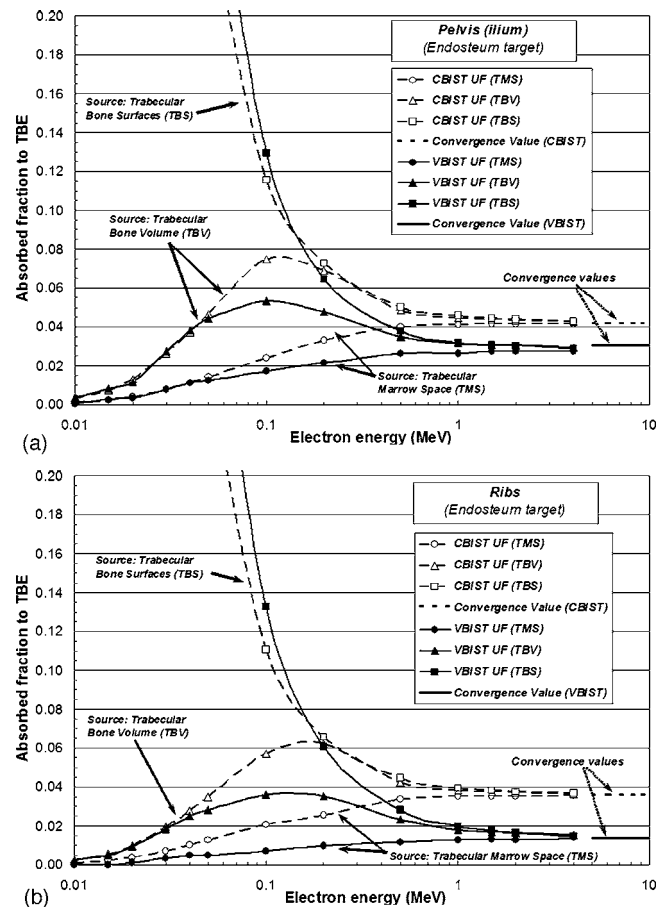 0.20
0.18
0.16
0.14
0.12
0.10
0.08
0.06
0.04
0.02
0.00
Absorbed fraction to TBE
Pelvis (ilium)
(Endosteum target)
CBIST UF (TMS)
CBIST UF (TBV)
CBIST UF (TBS)
Convergence Value (CBIST)
VBIST UF (TMS)
VBIST UF (TBV)
VBIST UF (TBS)
Convergence Value (VBIST)
Source: Trabecular
Bone Surfaces (TBS)
Source: Trabecular
Bone Volume (TBV)
Convergence values
Source: Trabecular
Marrow Space (TMS)
0.01
0.1
1
10
(a)
Electron energy (MeV)
0.20
0.18
0.16
0.14
0.12
0.10
0.08
0.06
0.04
0.02
0.00
Absorbed fraction to TBE
Ribs
(Endosteum target)
CBIST UF (TMS)
CBIST UF (TBV)
CBIST UF (TBS)
Convergence Value (CBIST)
VBIST UF (TMS)
VBIST UF (TBV)
VBIST UF (TBS)
Convergence Value (VBIST)
Source: Trabecular
Bone Surfaces (TBS)
Source: Trabecular
Bone Volume (TBV)
Convergence values
Source: Trabecular Marrow Space (TMS)
0.01
0.1
1
10
(b)
Electron energy (MeV)